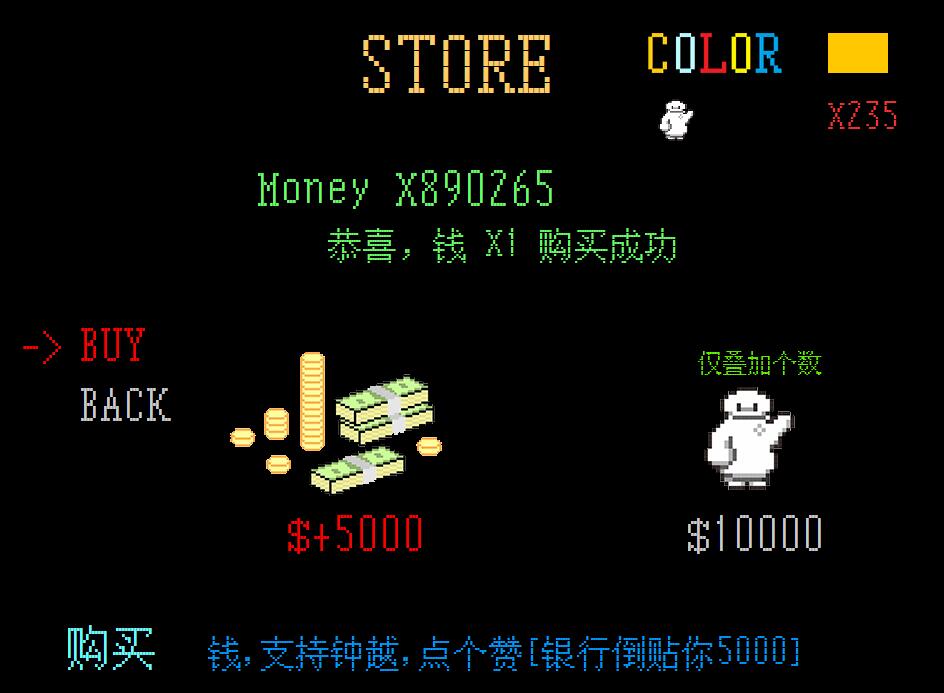 STORE
COLOR
X235
Money X890265
恭喜，钱 X1 购买成功
-> BUY
BACK
仅叠加个数
$+5000
$10000
购买
钱,支持钟越,点个赞[银行倒贴你5000]